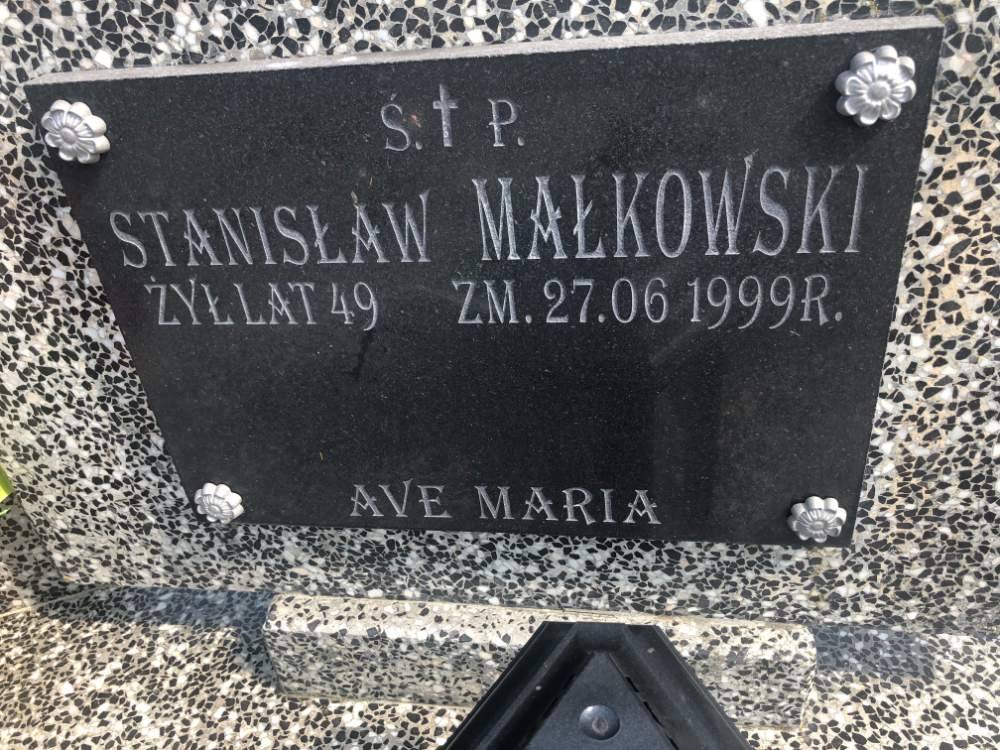 Ś.✝ P.
STANISŁAW MAŁKOWSKI
ŻYŁ LAT 49 ZM. 27.06 1999R.
AVE MARIA